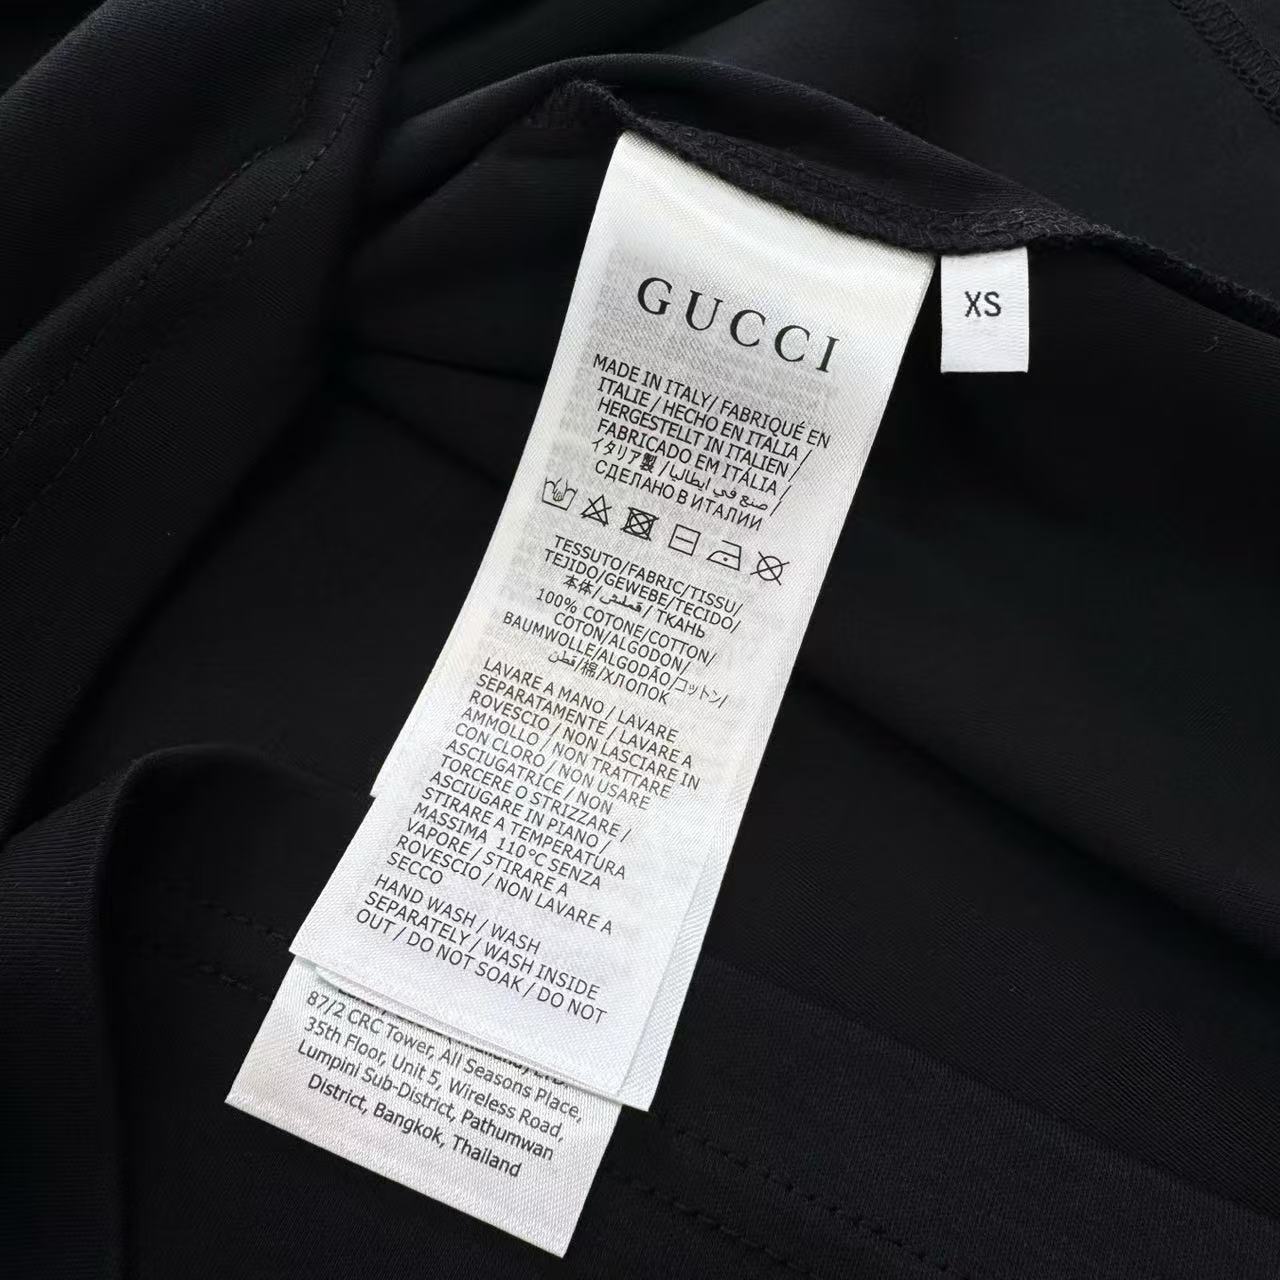 GUCCI
XS
MADE IN ITALY/ FABRIQUÉ EN
ITALIE / HECHO EN ITALIA /
HERGESTELLT IN ITALIEN /
FABRICADO EM ITÁLIA /
イタリア製 / صنع في ايطاليا /
СДЕЛАНО В ИТАЛИИ
TESSUTO/FABRIC/TISSU/
TEJIDO/GEWEBE/TECIDO/
本体/قطعة/ ТКАНЬ
100% COTONE/COTTON/
COTON/ALGODON/
BAUMWOLLE/ALGODÃO/コットン/
قطن/棉/ХЛОПОК
LAVARE A MANO / LAVARE
SEPARATAMENTE / LAVARE A
ROVESCIO / NON LASCIARE IN
AMMOLLO / NON TRATTARE
CON CLORO / NON USARE
ASCIUGATRICE / NON
TORCERE O STRIZZARE /
ASCIUGARE IN PIANO /
STIRARE A TEMPERATURA
MASSIMA 110°C SENZA
VAPORE / STIRARE A
ROVESCIO / NON LAVARE A
SECCO
HAND WASH / WASH
SEPARATELY / WASH INSIDE
OUT / DO NOT SOAK / DO NOT
87/2 CRC Tower, All Seasons Place,
35th Floor, Unit 5, Wireless Road,
Lumpini Sub-District, Pathumwan
District, Bangkok, Thailand